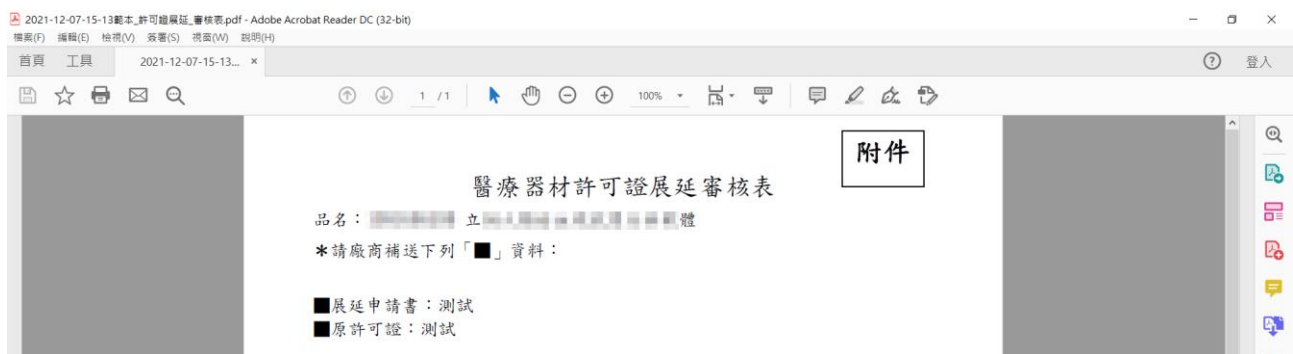 2021-12-07-15-13範本_許可證展延_審核表.pdf - Adobe Acrobat Reader DC (32-bit)
檔案(F) 編輯(E) 檢視(V) 簽署(S) 視窗(W) 說明(H)
首頁 工具 2021-12-07-15-13... × 登入
1 / 1 100%
附件
醫療器材許可證展延審核表
品名： 立 體
*請廠商補送下列「■」資料：
■展延申請書：測試
■原許可證：測試